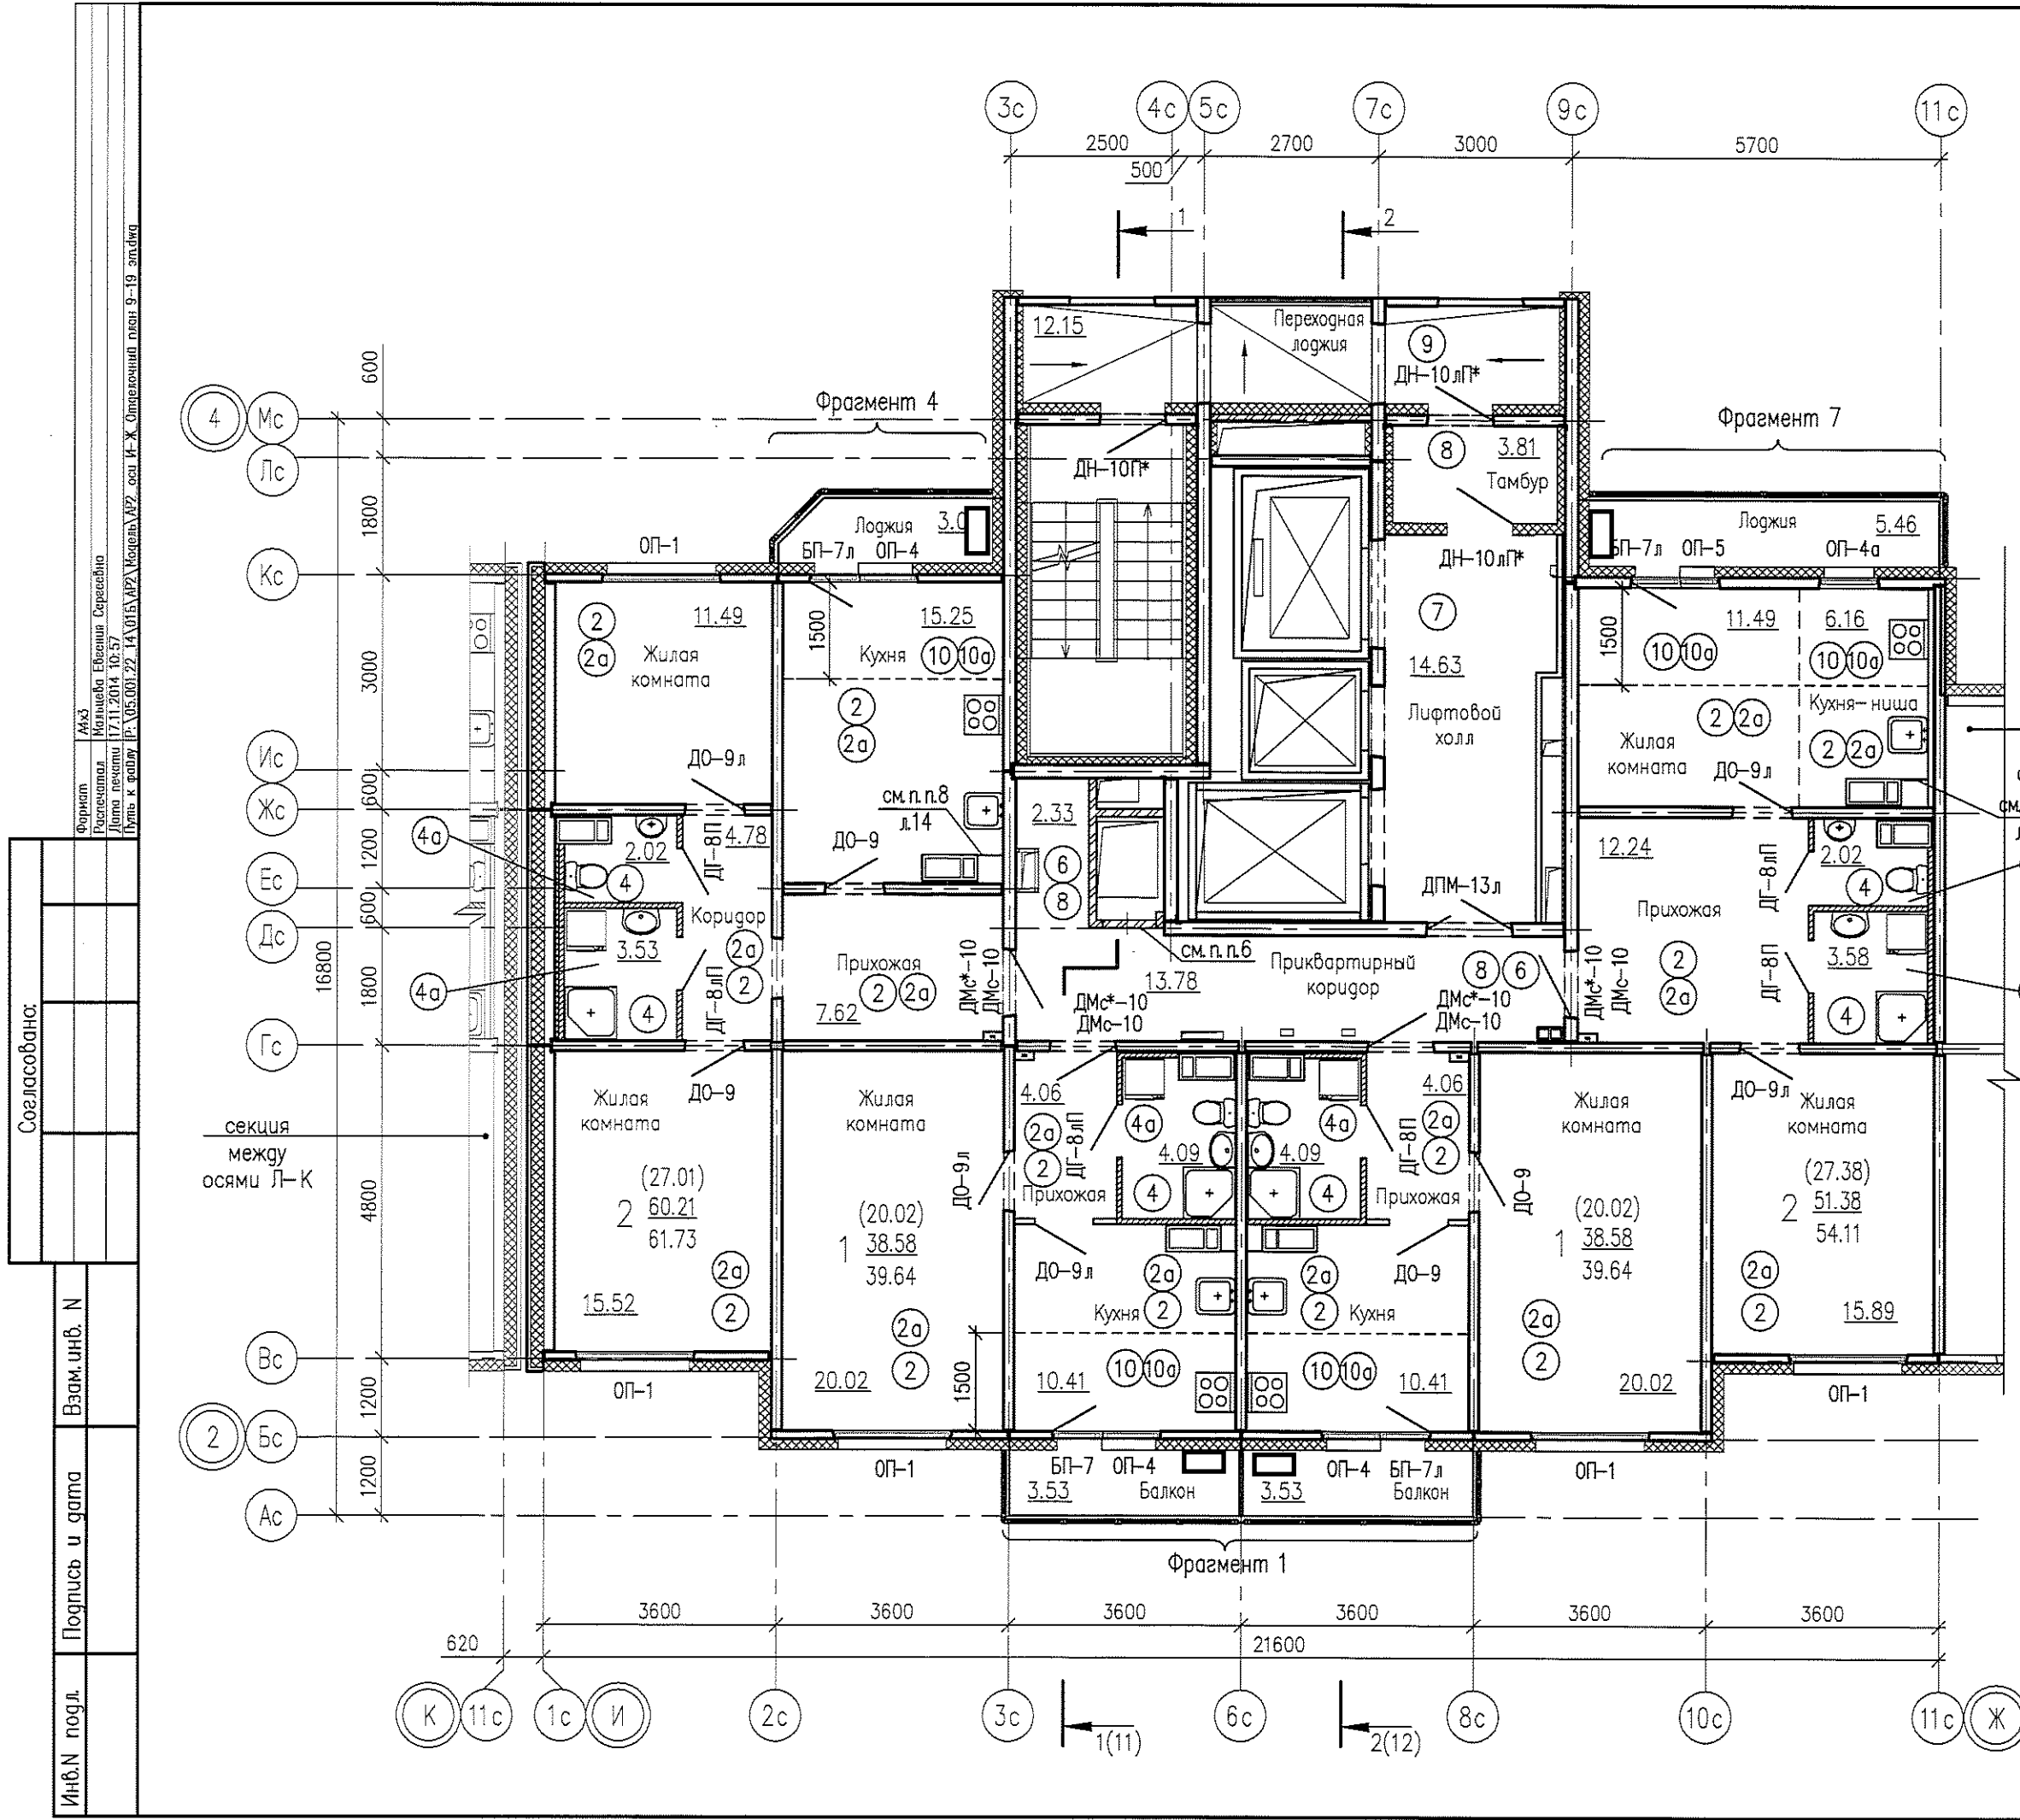 3с
4с
5с
7с
9с
11с
2500
500
2700
3000
5700
1
2
600
1800
3000
600
1200
600
1800
4800
1200
1200
16800
4
Мс
Лс
Кс
Ис
Жс
Ес
Дс
Гс
Вс
2
Бс
Ас
Фрагмент 4
12.15
Переходная
лоджия
9
ДН-10лП*
Фрагмент 7
ДН-10П*
8
3.81
Тамбур
ДН-10лП*
Лоджия
ОП-1
БП-7л
ОП-4
Лоджия
5.46
БП-7л
ОП-5
ОП-4а
2
2а
11.49
Жилая
комната
ДО-9л
1500
15.25
Кухня
10
10а
2
2а
см.п.п.8
л.14
ДО-9
7
14.63
Лифтовой
холл
1500
11.49
10
10а
6.16
10
10а
2
2а
Кухня-ниша
2
2а
Жилая
комната
ДО-9л
4а
2.02
4
ДГ-8П
4.78
Коридор
2а
2
4а
3.53
4
ДГ-8лП
Прихожая
2
2а
7.62
2.33
6
8
ДМс*-10
ДМс-10
см.п.п.6
13.78
ДПМ-13л
Приквартирный
коридор
8
6
ДМс*-10
ДМс-10
ДМс*-10
ДМс-10
ДМс*-10
ДМс-10
12.24
Прихожая
2
2а
ДГ-8лП
2.02
4
ДГ-8П
3.58
4
секция
между
осями Л-К
Жилая
комната
ДО-9
(27.01)
2
60.21
61.73
2а
2
15.52
ОП-1
Жилая
комната
ДО-9л
(20.02)
1
38.58
39.64
2а
2
20.02
ОП-1
4.06
2а
2
ДГ-8лП
4а
4.09
4
Прихожая
ДО-9л
2а
2
Кухня
1500
10
10а
10.41
4.06
2а
2
ДГ-8П
4а
4.09
4
Прихожая
ДО-9
2а
2
Кухня
10
10а
10.41
ДО-9
Жилая
комната
(20.02)
1
38.58
39.64
2а
2
20.02
ОП-1
ДО-9л
Жилая
комната
(27.38)
2
51.38
54.11
2а
2
15.89
ОП-1
БП-7
ОП-4
3.53
Балкон
ОП-4
БП-7л
3.53
Балкон
Фрагмент 1
3600
3600
3600
3600
3600
3600
620
21600
К
11с
1с
И
2с
3с
6с
8с
10с
11с
Ж
1(11)
2(12)
Формат
А4х3
Распечатал
Мальцева Евгения Сергеевна
Дата печати
17.11.2014 10:57
Путь к файлу
Согласовано:
Взам.инв. N
Подпись и дата
Инв.N подл.